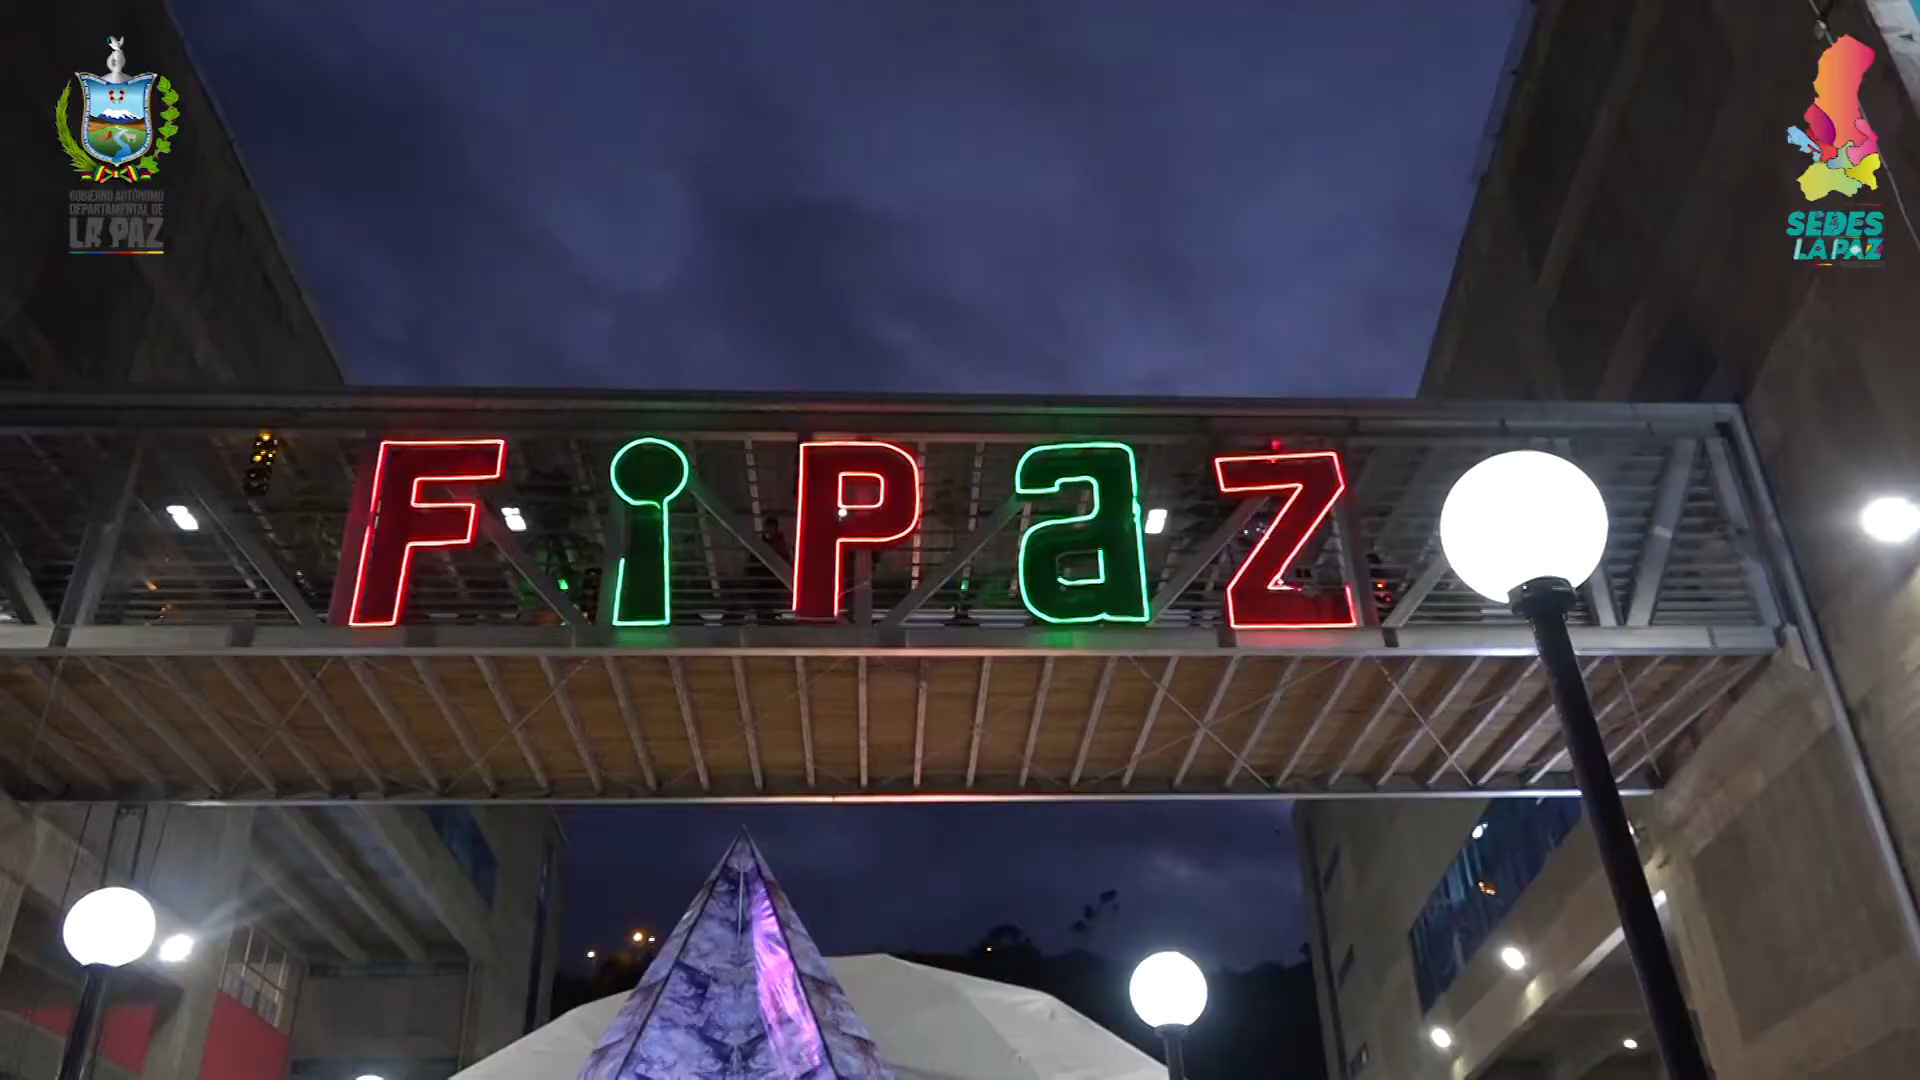 GOBIERNO AUTÓNOMO
DEPARTAMENTAL DE
LA PAZ
SEDES
LA PAZ
FiPaZ